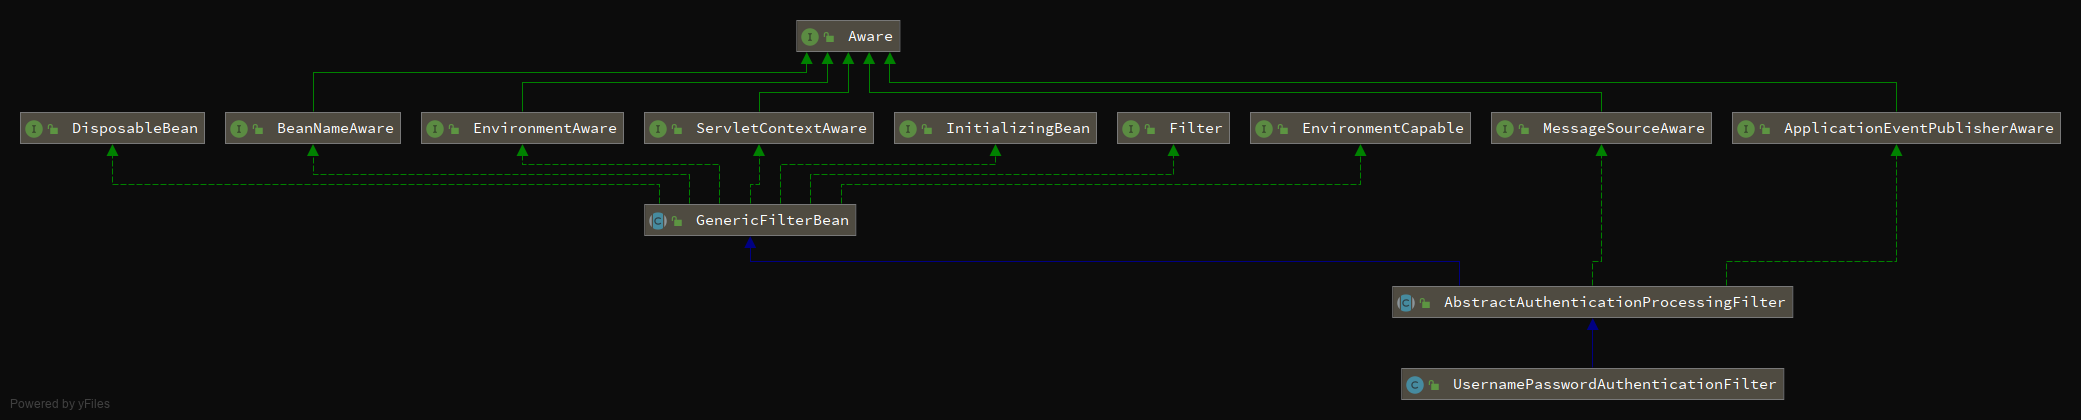 Aware
DisposableBean
BeanNameAware
EnvironmentAware
ServletContextAware
InitializingBean
Filter
EnvironmentCapable
MessageSourceAware
ApplicationEventPublisherAware
GenericFilterBean
AbstractAuthenticationProcessingFilter
UsernamePasswordAuthenticationFilter
Powered by yFiles